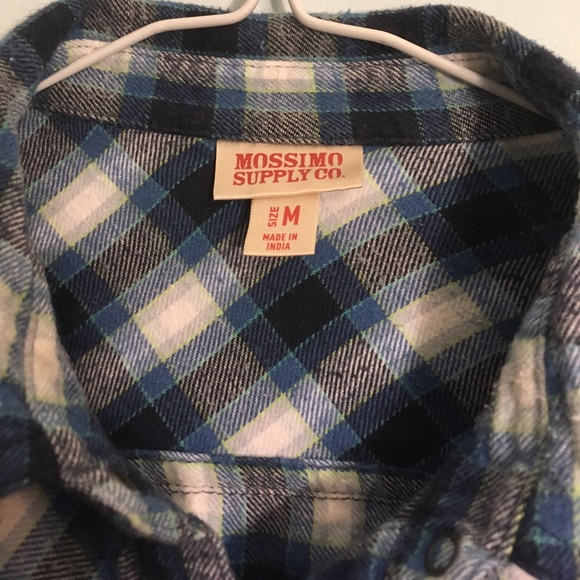 MOSSIMO
SUPPLY CO.
SIZE M
MADE IN
INDIA